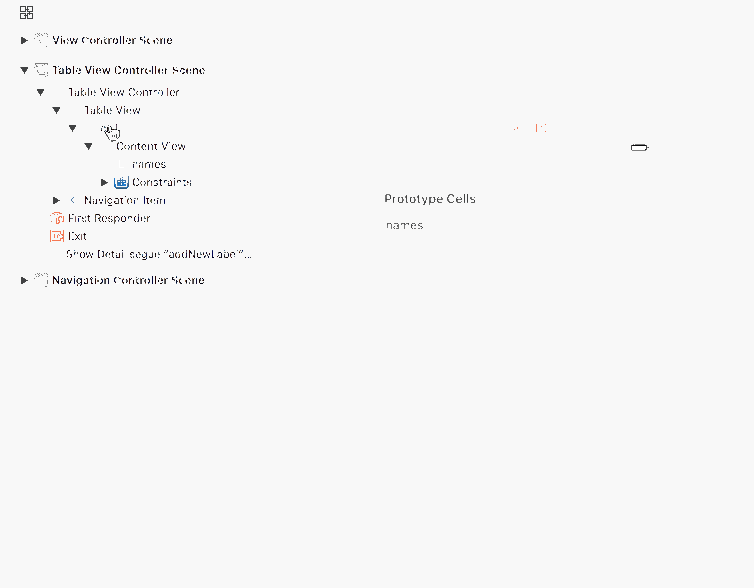 View Controller Scene
Table View Controller Scene
Table View Controller
Table View
Content View
names
Constraints
Navigation Item
First Responder
Exit
Show Detail segue "addNewLabel"...
Navigation Controller Scene
Prototype Cells
names